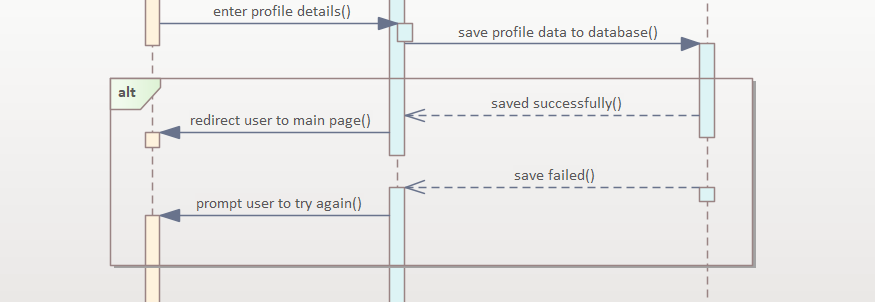 enter profile details()
save profile data to database()
alt
saved successfully()
redirect user to main page()
save failed()
prompt user to try again()